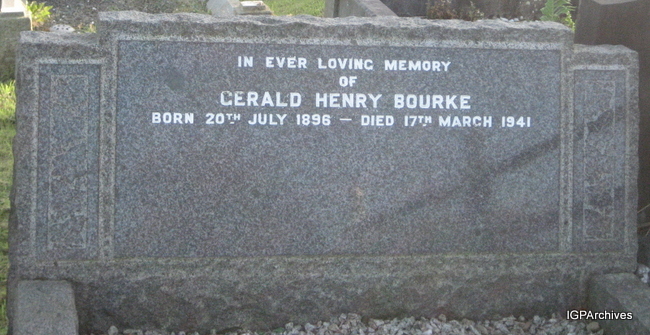 IN EVER LOVING MEMORY
OF
GERALD HENRY BOURKE
BORN 20TH JULY 1896 — DIED 17TH MARCH 1941
IGPArchives